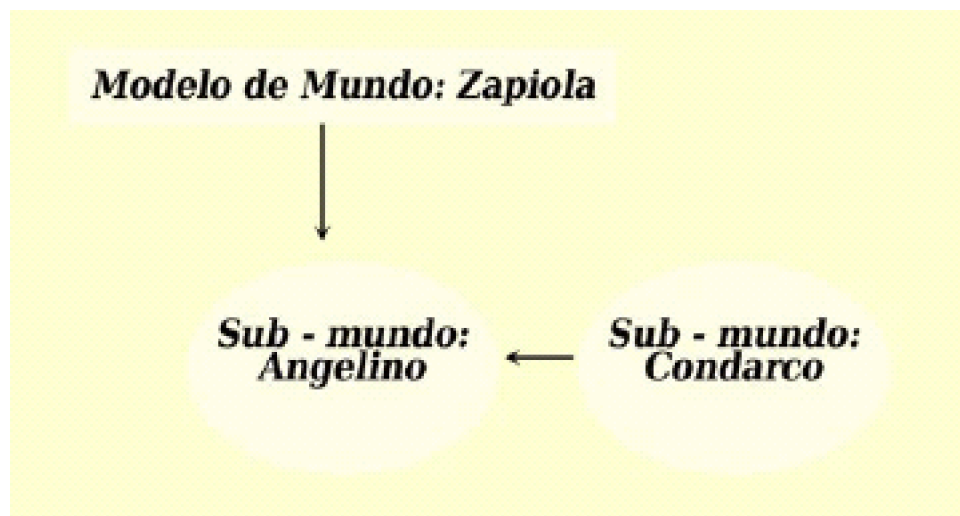 Modelo de Mundo: Zapiola
Sub - mundo:
Angelino
Sub - mundo:
Condarco